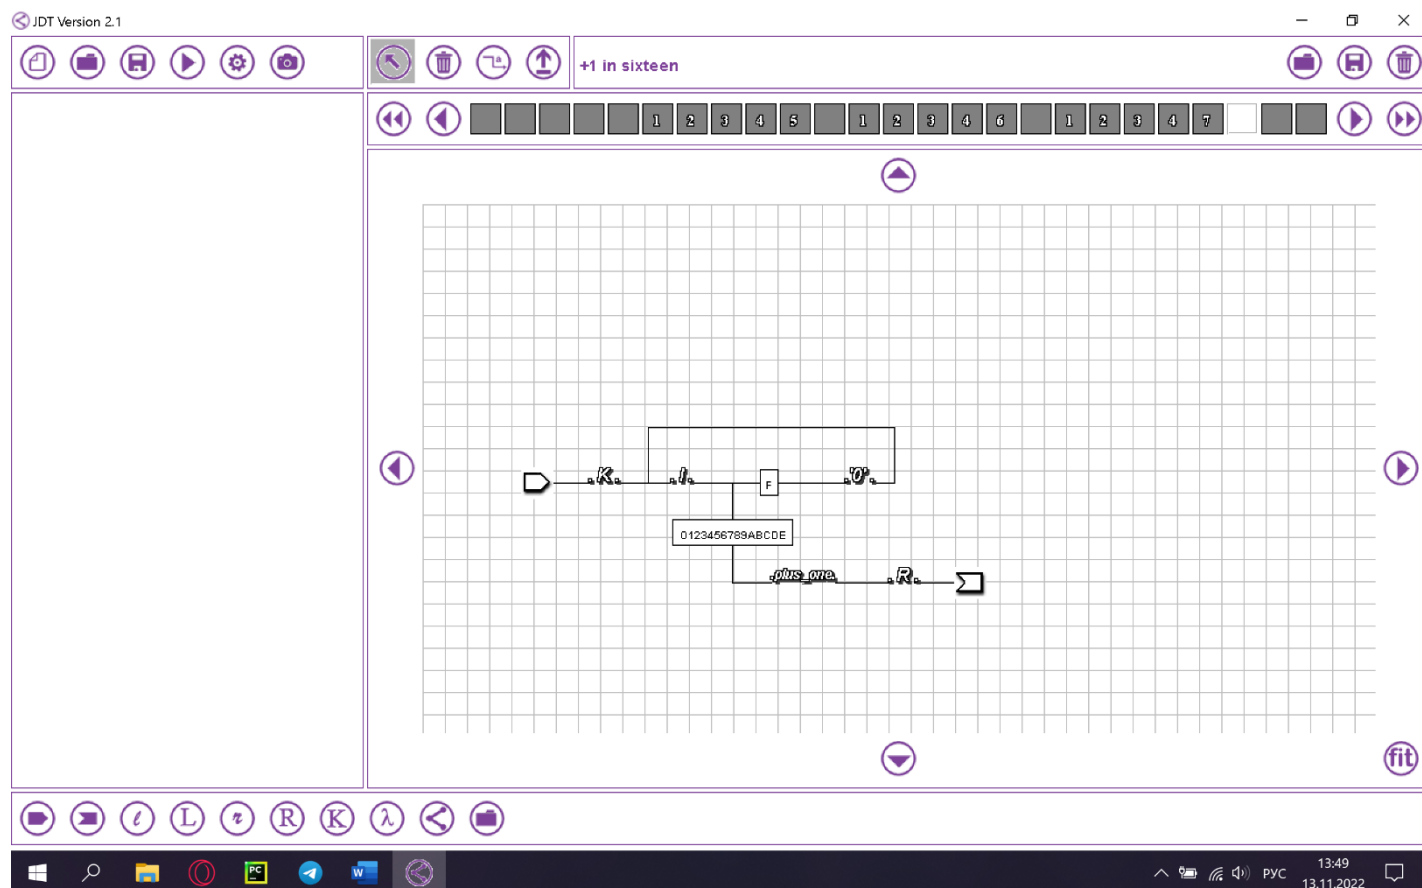 JDT Version 2.1
+1 in sixteen
1 2 3 4 5 1 2 3 4 6 1 2 3 4 7
.K. .l. F .'0'.
0123456789ABCDE
.plus_one. .R.
fit
l L r R K λ
PC W РУС 13:49
13.11.2022